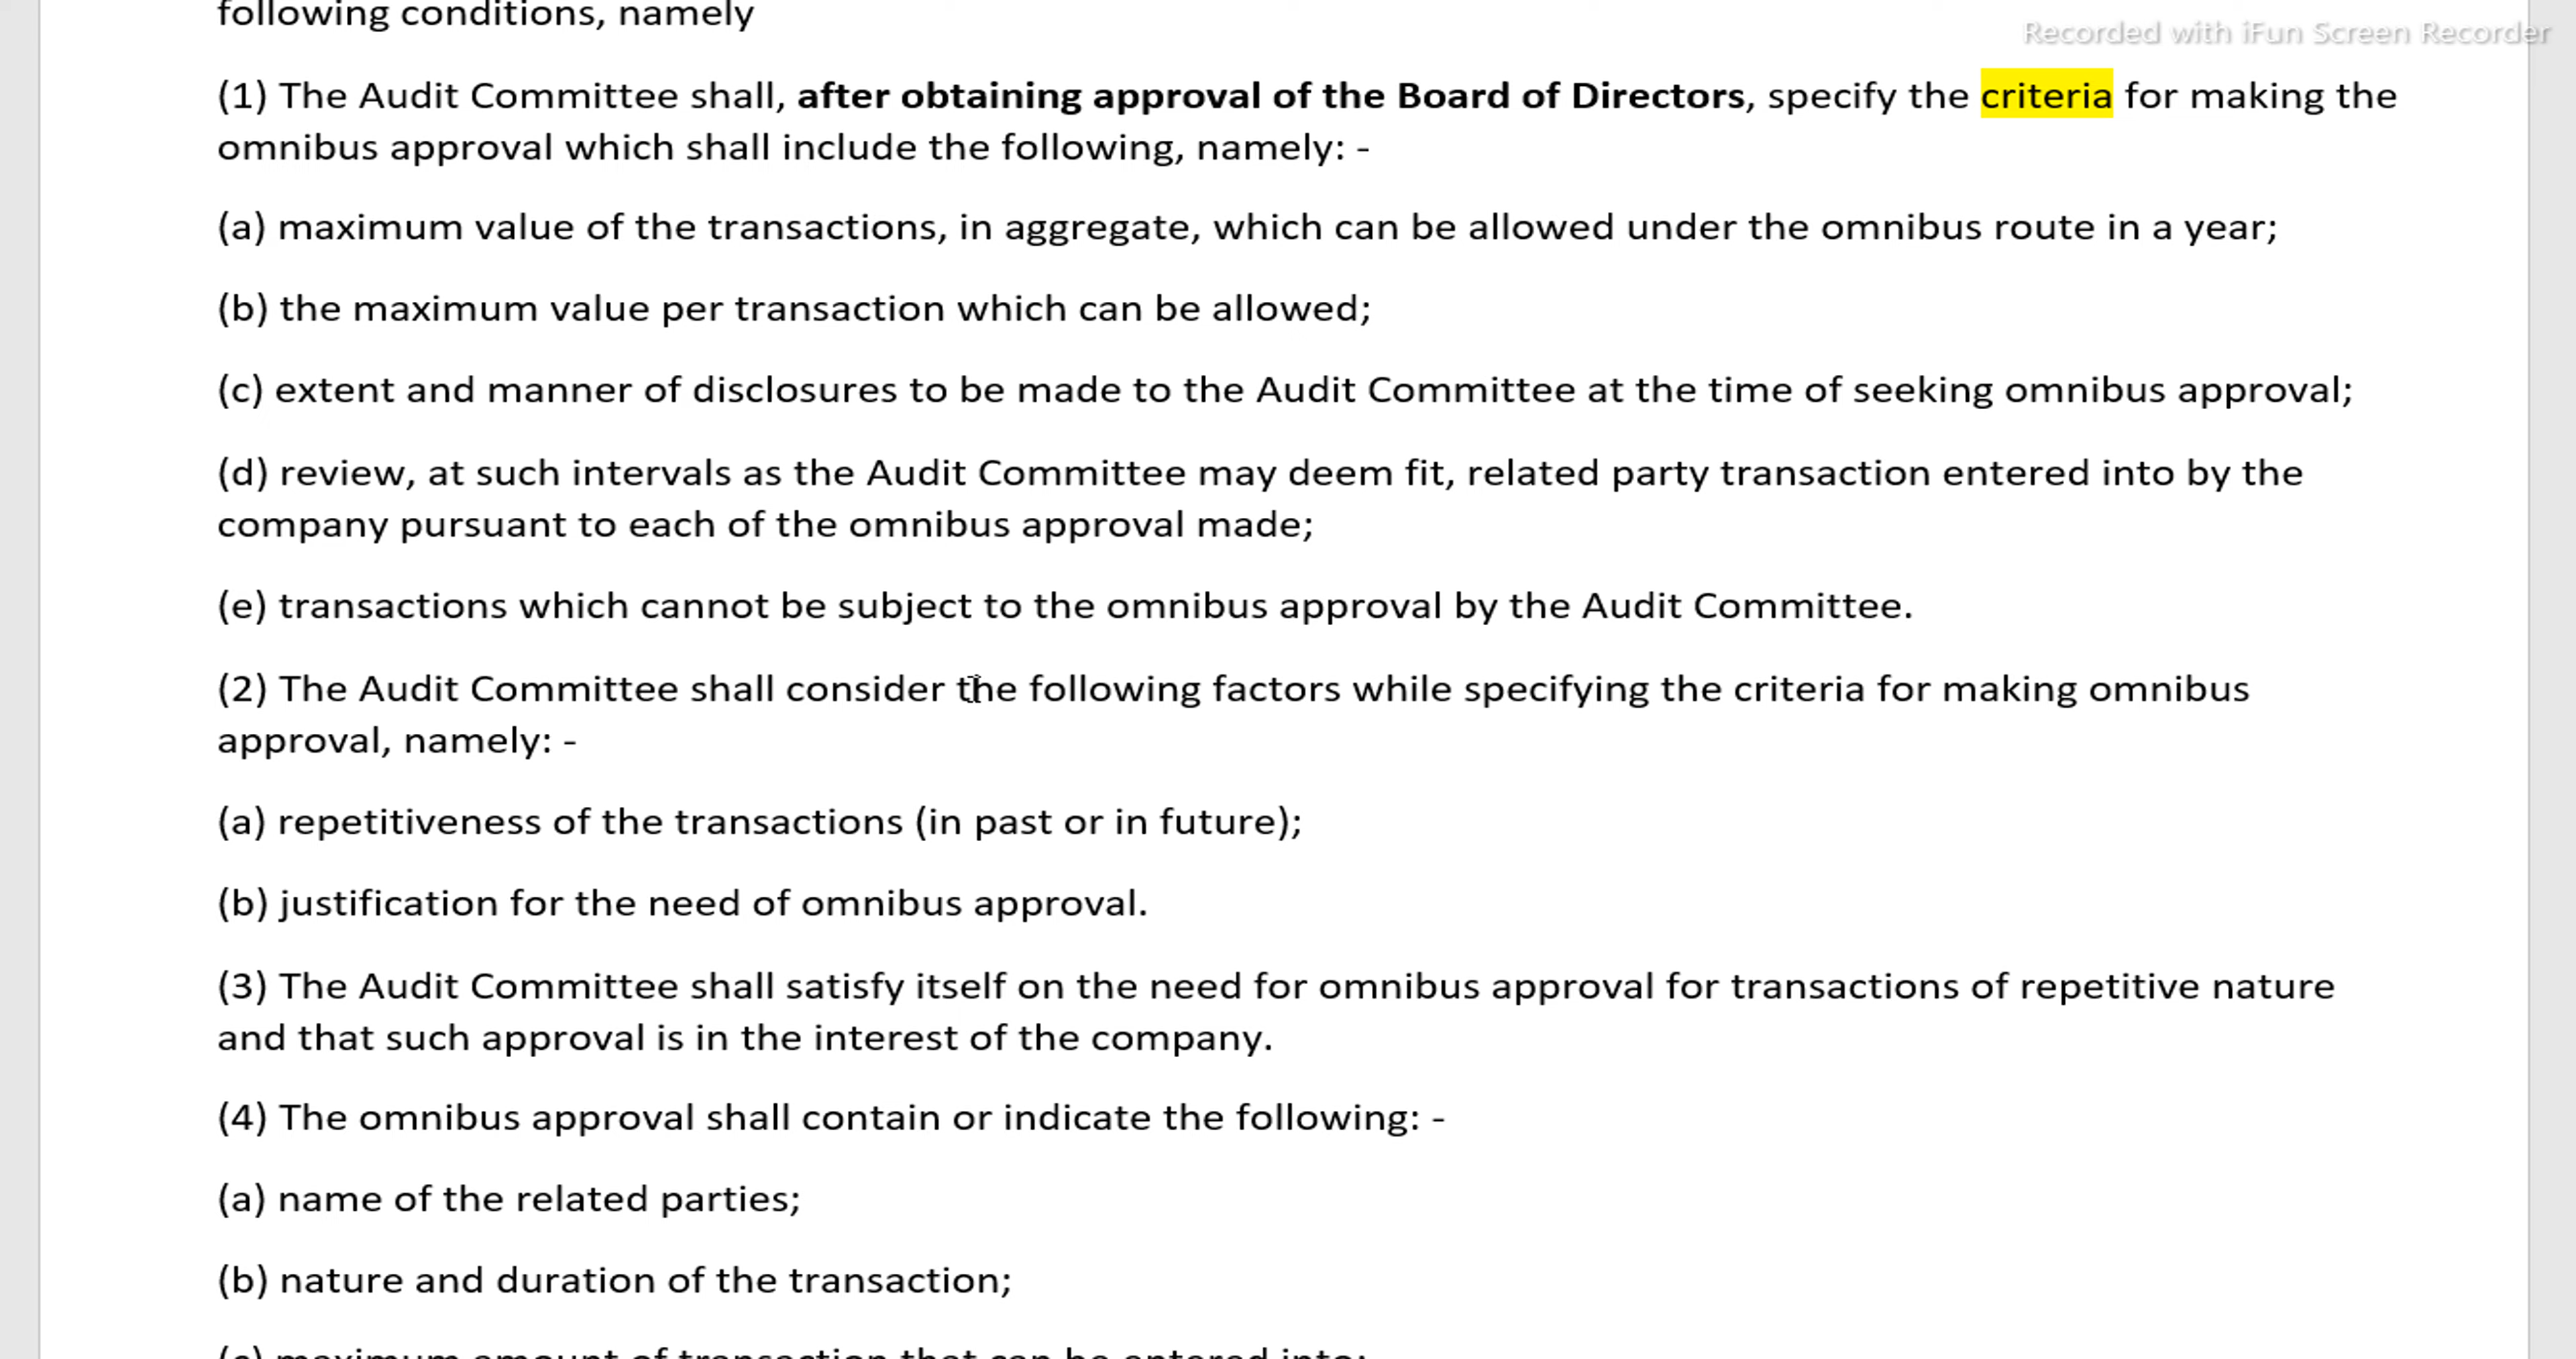 following conditions, namely
Recorded with iFun Screen Recorder
(1) The Audit Committee shall, after obtaining approval of the Board of Directors, specify the criteria for making the
omnibus approval which shall include the following, namely: -
(a) maximum value of the transactions, in aggregate, which can be allowed under the omnibus route in a year;
(b) the maximum value per transaction which can be allowed;
(c) extent and manner of disclosures to be made to the Audit Committee at the time of seeking omnibus approval;
(d) review, at such intervals as the Audit Committee may deem fit, related party transaction entered into by the
company pursuant to each of the omnibus approval made;
(e) transactions which cannot be subject to the omnibus approval by the Audit Committee.
(2) The Audit Committee shall consider the following factors while specifying the criteria for making omnibus
approval, namely: -
(a) repetitiveness of the transactions (in past or in future);
(b) justification for the need of omnibus approval.
(3) The Audit Committee shall satisfy itself on the need for omnibus approval for transactions of repetitive nature
and that such approval is in the interest of the company.
(4) The omnibus approval shall contain or indicate the following: -
(a) name of the related parties;
(b) nature and duration of the transaction;
(c) maximum amount of transaction that can be entered into;